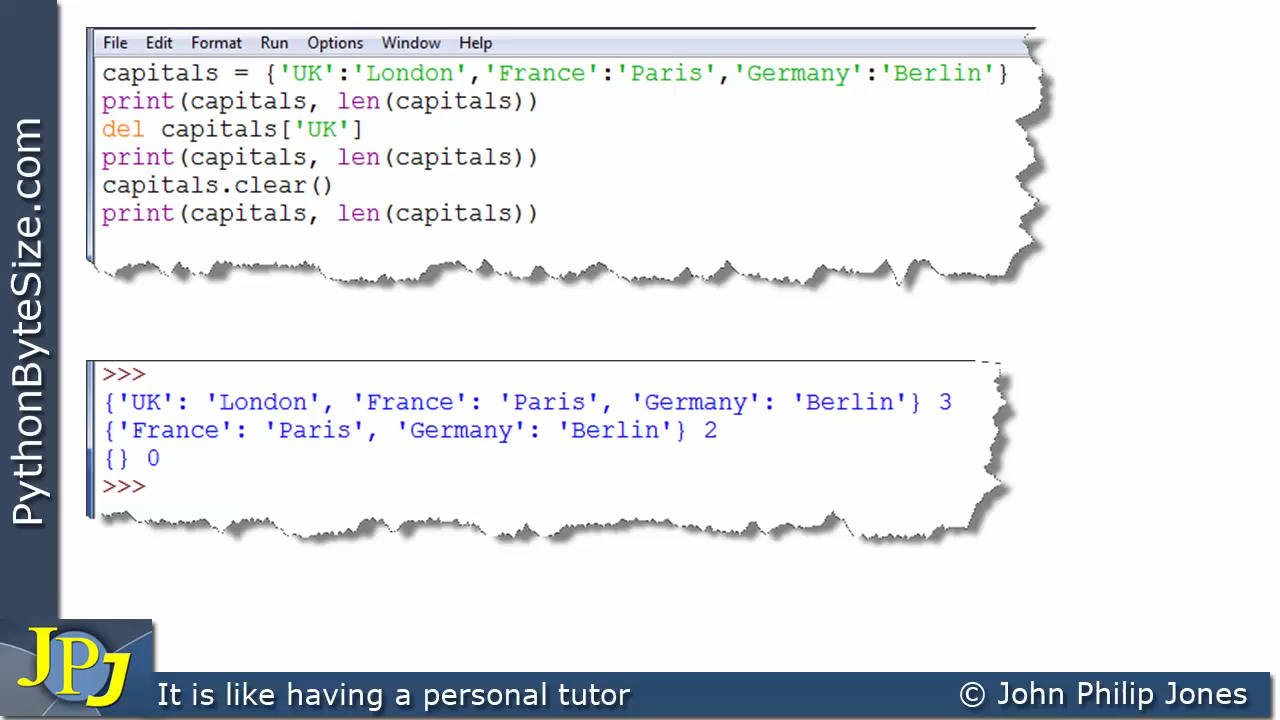 File Edit Format Run Options Window Help
capitals = {'UK':'London','France':'Paris','Germany':'Berlin'}
print(capitals, len(capitals))
del capitals['UK']
print(capitals, len(capitals))
capitals.clear()
print(capitals, len(capitals))
>>>
{'UK': 'London', 'France': 'Paris', 'Germany': 'Berlin'} 3
{'France': 'Paris', 'Germany': 'Berlin'} 2
{} 0
>>>
PythonByteSize.com
JPJ
It is like having a personal tutor
© John Philip Jones